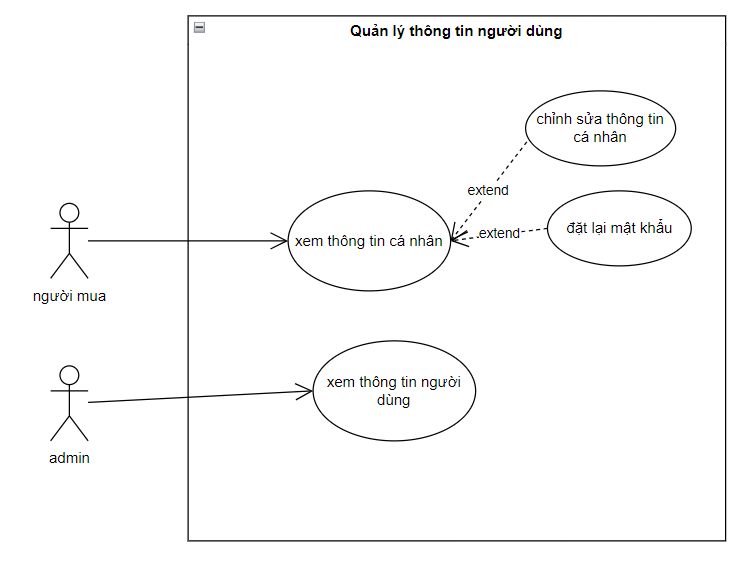 Quản lý thông tin người dùng
chỉnh sửa thông tin
cá nhân
extend
đặt lại mật khẩu
extend
xem thông tin cá nhân
người mua
xem thông tin người
dùng
admin